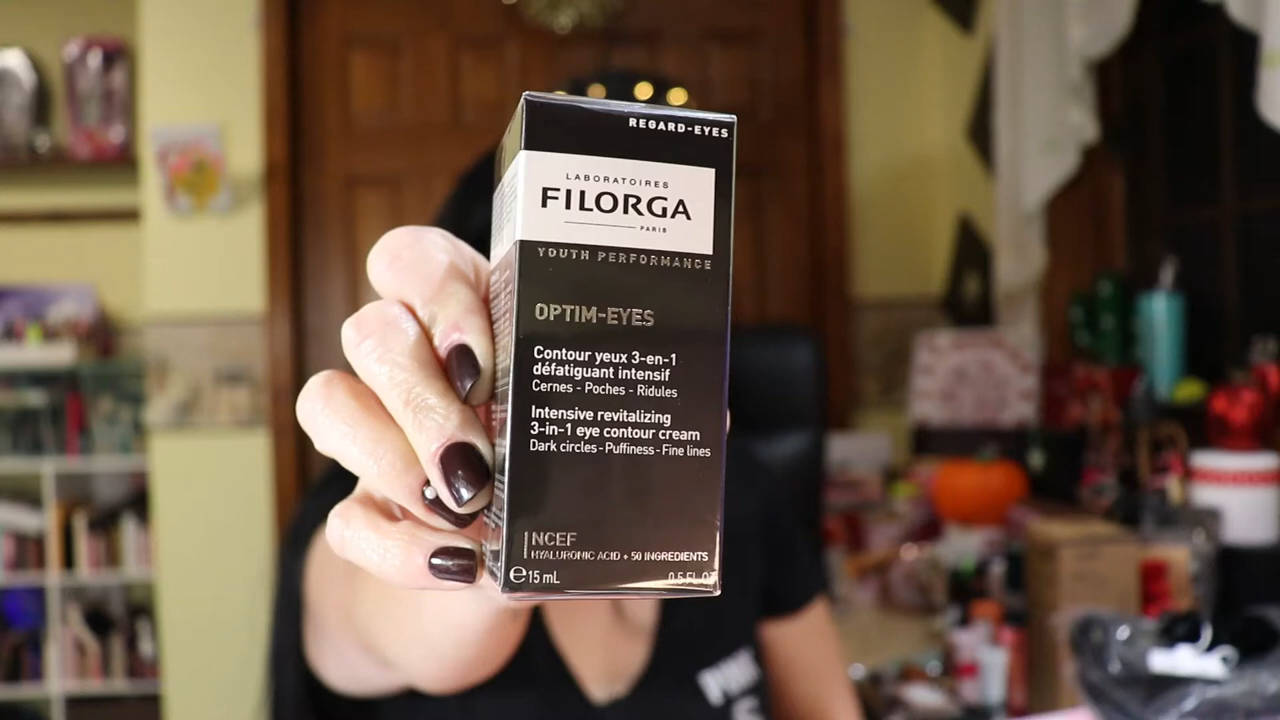 REGARD-EYES
LABORATOIRES
FILORGA
PARIS
YOUTH PERFORMANCE
OPTIM-EYES
Contour yeux 3-en-1
défatiguant intensif
Cernes - Poches - Ridules
Intensive revitalizing
3-in-1 eye contour cream
Dark circles - Puffiness - Fine lines
NCEF
HYALURONIC ACID + 50 INGREDIENTS
℮ 15 mL 0.5 FL OZ